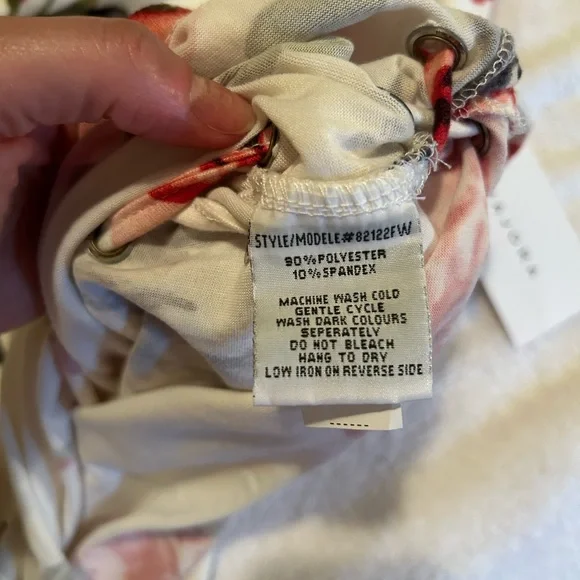 STYLE/MODELE#82122FW
90%POLYESTER
10%SPANDEX
MACHINE WASH COLD
GENTLE CYCLE
WASH DARK COLOURS
SEPERATELY
DO NOT BLEACH
HANG TO DRY
LOW IRON ON REVERSE SIDE